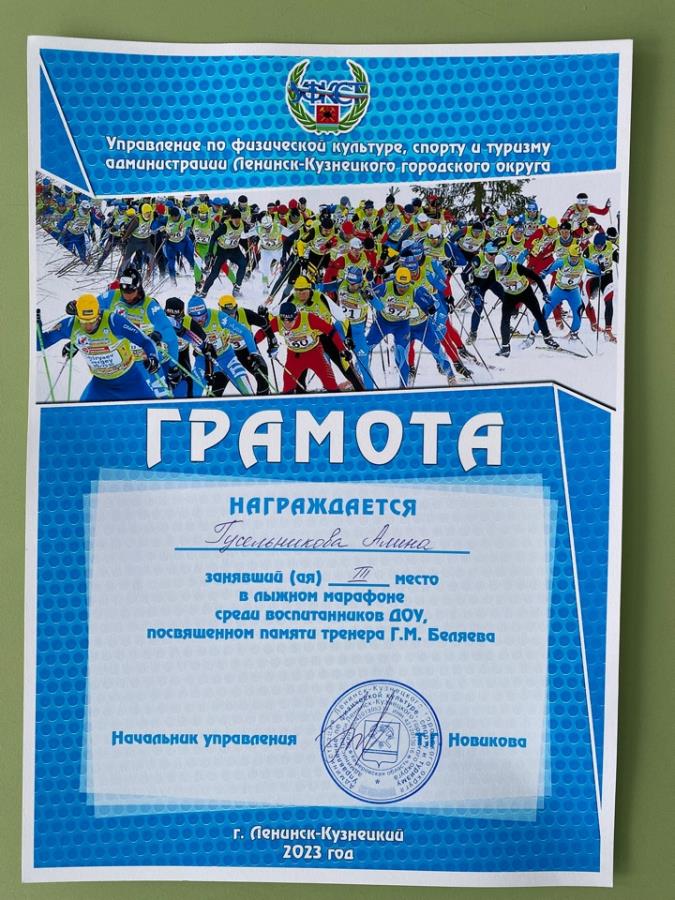 УФКСТ
Управление по физической культуре, спорту и туризму
администрации Ленинск-Кузнецкого городского округа
ГРАМОТА
НАГРАЖДАЕТСЯ
Гусельникова Алина
занявший (ая) III место
в лыжном марафоне
среди воспитанников ДОУ,
посвященном памяти тренера Г.М. Беляева
Начальник управления Новикова
г. Ленинск-Кузнецкий
2023 год